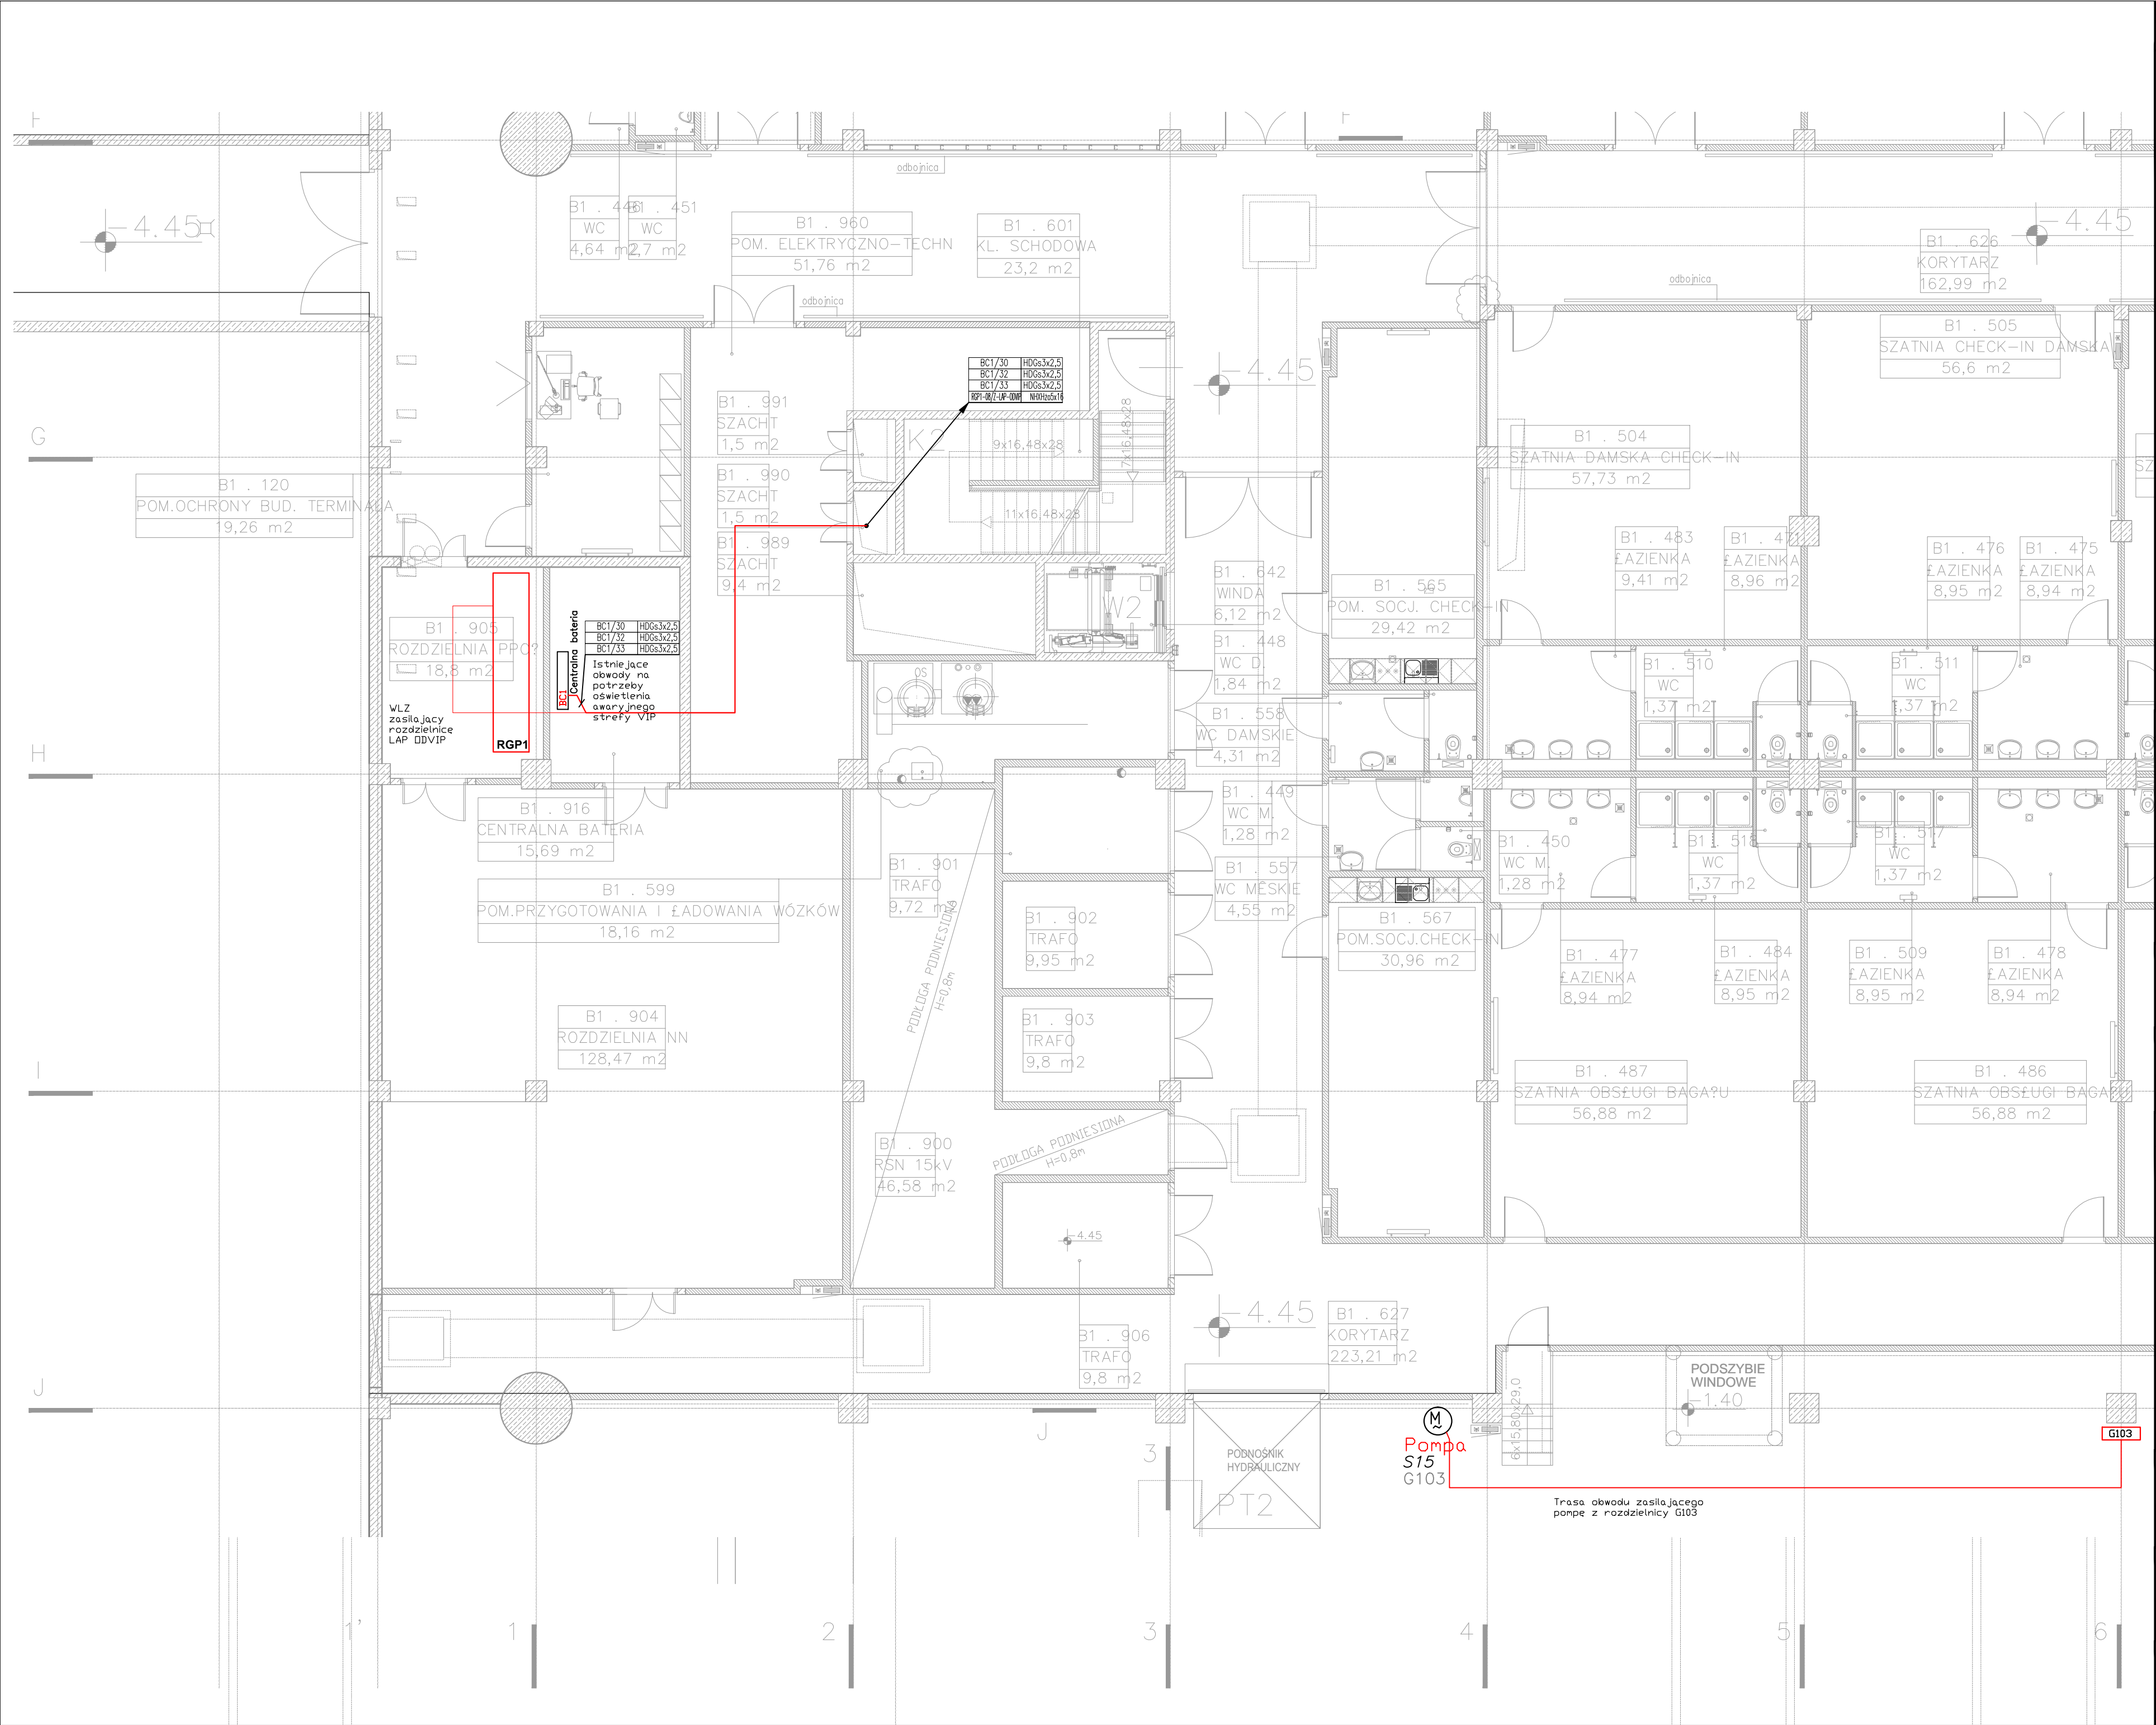 F
F
odbojnica
-4.45
B1 . 446
WC
4,64 m2
B1 . 451
WC
2,7 m2
B1 . 960
POM. ELEKTRYCZNO-TECHN
51,76 m2
B1 . 601
KL. SCHODOWA
23,2 m2
-4.45
B1 . 626
KORYTARZ
162,99 m2
odbojnica
odbojnica
B1 . 505
SZATNIA CHECK-IN DAMSKA
56,6 m2
BC1/30 HDGs3x2,5
BC1/32 HDGs3x2,5
BC1/33 HDGs3x2,5
RGP1-08/Z-LAP-ODVIP NHXHżo5x16
-4.45
B1 . 991
SZACHT
1,5 m2
G
K2
9x16,48x28
7x16,48x28
11x16,48x28
B1 . 504
SZATNIA DAMSKA CHECK-IN
57,73 m2
B1 . 990
SZACHT
1,5 m2
B1 . 120
POM.OCHRONY BUD. TERMINALA
19,26 m2
B1 . 989
SZACHT
9,4 m2
B1 . 483
ŁAZIENKA
9,41 m2
B1 . 471
ŁAZIENKA
8,96 m2
B1 . 476
ŁAZIENKA
8,95 m2
B1 . 475
ŁAZIENKA
8,94 m2
B1 . 642
WINDA
6,12 m2
W2
B1 . 565
POM. SOCJ. CHECK-IN
29,42 m2
B1 . 905
ROZDZIELNIA PPO?
18,8 m2
BC1
Centralna bateria
BC1/30 HDGs3x2,5
BC1/32 HDGs3x2,5
BC1/33 HDGs3x2,5
Istniejące
obwody na
potrzeby
oświetlenia
awaryjnego
strefy VIP
B1 . 448
WC D.
1,84 m2
B1 . 510
WC
1,37 m2
B1 . 511
WC
1,37 m2
WLZ
zasilający
rozdzielnicę
LAP ODVIP
RGP1
B1 . 558
WC DAMSKIE
4,31 m2
H
B1 . 916
CENTRALNA BATERIA
15,69 m2
B1 . 449
WC M.
1,28 m2
B1 . 450
WC M.
1,28 m2
WC
1,37 m2
B1 . 517
WC
1,37 m2
B1 . 901
TRAFO
9,72 m2
B1 . 557
WC MĘSKIE
4,55 m2
B1 . 599
POM.PRZYGOTOWANIA I ŁADOWANIA WÓZKÓW
18,16 m2
PODŁOGA PODNIESIONA
H=0,8m
B1 . 902
TRAFO
9,95 m2
B1 . 567
POM.SOCJ.CHECK-IN
30,96 m2
B1 . 477
ŁAZIENKA
8,94 m2
B1 . 484
ŁAZIENKA
8,95 m2
B1 . 509
ŁAZIENKA
8,95 m2
B1 . 478
ŁAZIENKA
8,94 m2
B1 . 904
ROZDZIELNIA NN
128,47 m2
B1 . 903
TRAFO
9,8 m2
I
B1 . 487
SZATNIA OBSŁUGI BAGA?U
56,88 m2
B1 . 486
SZATNIA OBSŁUGI BAGA?U
56,88 m2
B1 . 900
RSN 15kV
46,58 m2
PODŁOGA PODNIESIONA
H=0,8m
-4.45
-4.45
B1 . 627
KORYTARZ
223,21 m2
B1 . 906
TRAFO
9,8 m2
J
PODSZYBIE
WINDOWE
-1.40
6x15,80x29,0
J
M
~
Pompa
S15
G103
G103
3
PODNOŚNIK
HYDRAULICZNY
PT2
Trasa obwodu zasilającego
pompę z rozdzielnicy G103
1'
1
2
3
4
5
6